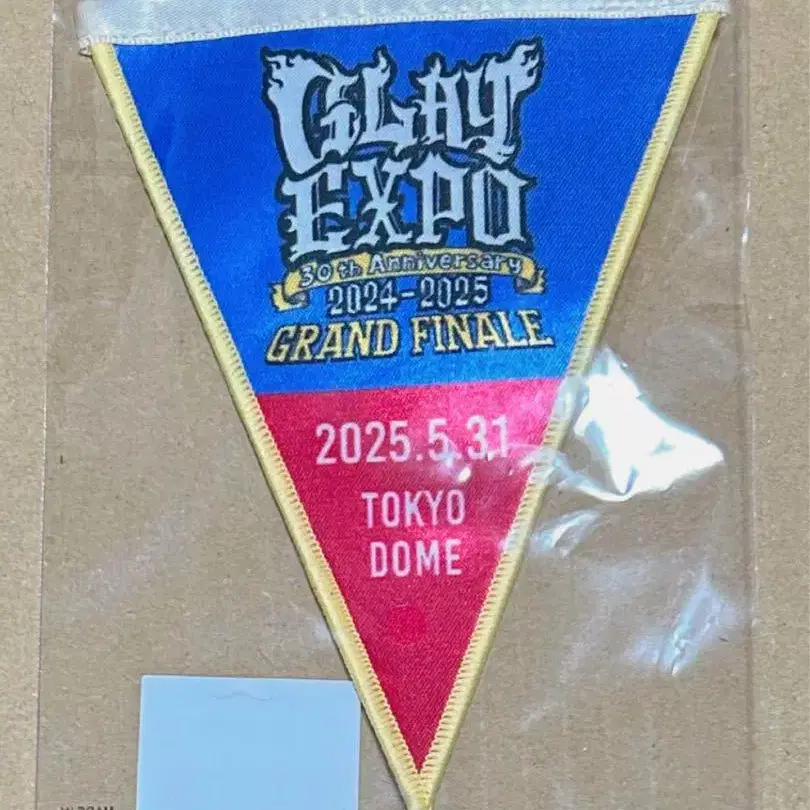 GLAY
EXPO
30th Anniversary
2024-2025
GRAND FINALE
2025.5.31
TOKYO
DOME